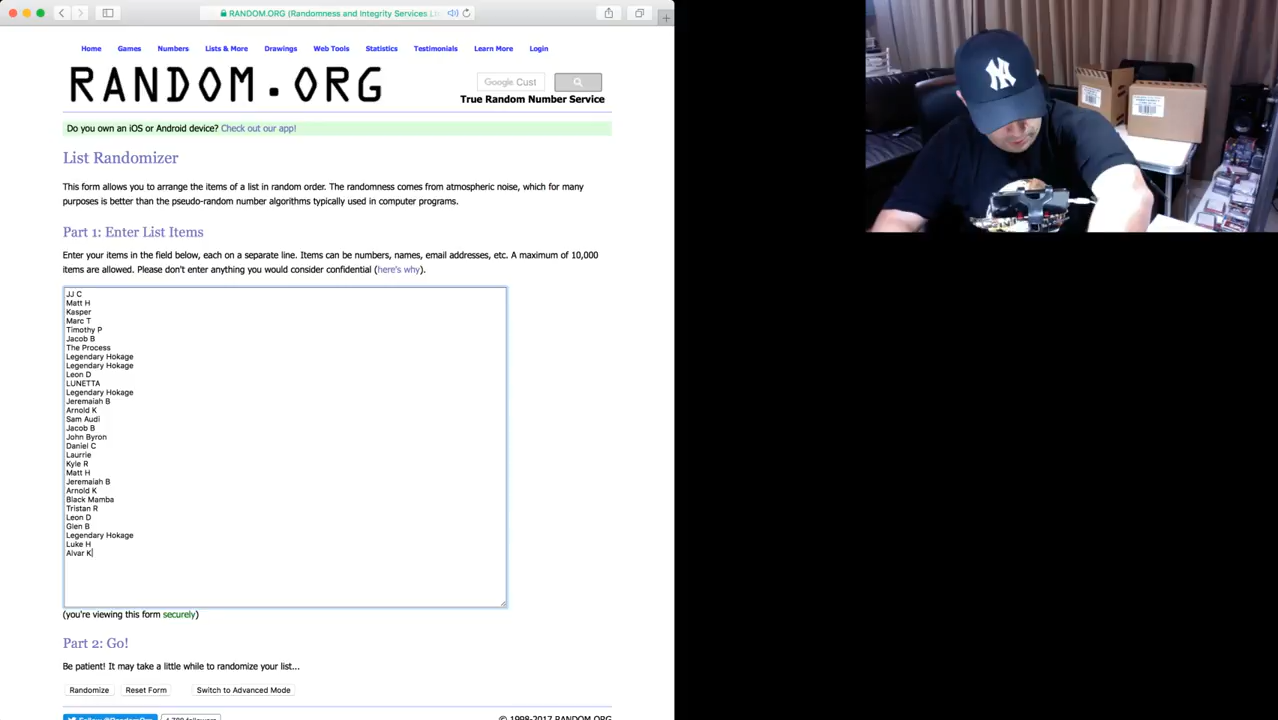 RANDOM.ORG (Randomness and Integrity Services L
Home Games Numbers Lists & More Drawings Web Tools Statistics Testimonials Learn More Login
RANDOM.ORG
Google Cust
True Random Number Service
Do you own an iOS or Android device? Check out our app!
List Randomizer
This form allows you to arrange the items of a list in random order. The randomness comes from atmospheric noise, which for many
purposes is better than the pseudo-random number algorithms typically used in computer programs.
Part 1: Enter List Items
Enter your items in the field below, each on a separate line. Items can be numbers, names, email addresses, etc. A maximum of 10,000
items are allowed. Please don't enter anything you would consider confidential (here's why).
JJ C
Matt H
Kasper
Marc T
Timothy P
Jacob B
The Process
Legendary Hokage
Legendary Hokage
Leon D
LUNETTA
Legendary Hokage
Jeremaiah B
Arnold K
Sam Audi
Jacob B
John Byron
Daniel C
Laurrie
Kyle R
Matt H
Jeremaiah B
Arnold K
Black Mamba
Tristan R
Leon D
Glen B
Legendary Hokage
Luke H
Alvar K
(you're viewing this form securely)
Part 2: Go!
Be patient! It may take a little while to randomize your list...
Randomize Reset Form Switch to Advanced Mode
Follow @RandomOrg 4,788 followers
© 1998-2017 RANDOM.ORG
NY